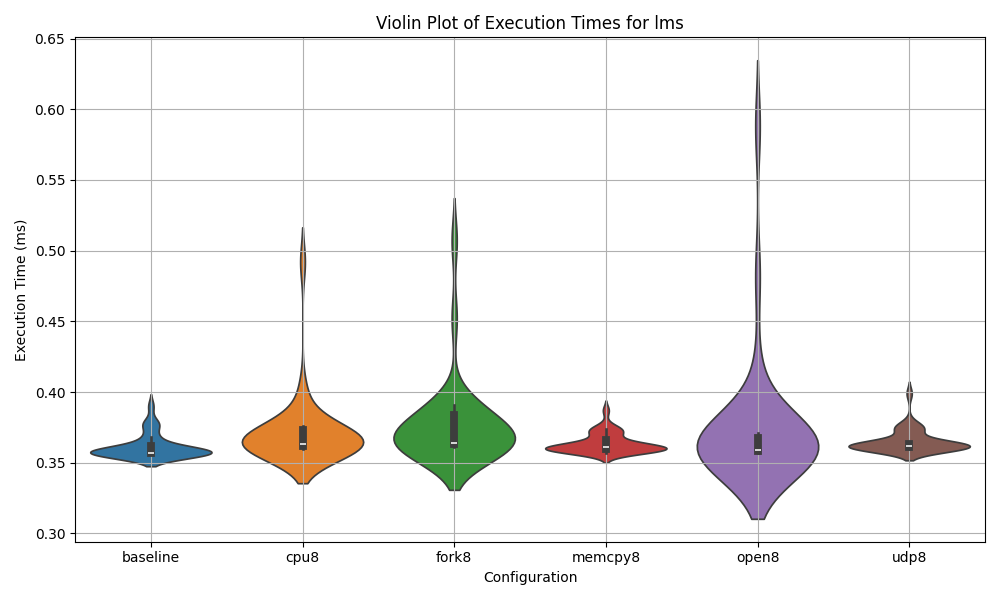 Violin Plot of Execution Times for lms
0.65
0.60
0.55
0.50
0.45
0.40
0.35
0.30
Execution Time (ms)
baseline
cpu8
fork8
memcpy8
open8
udp8
Configuration